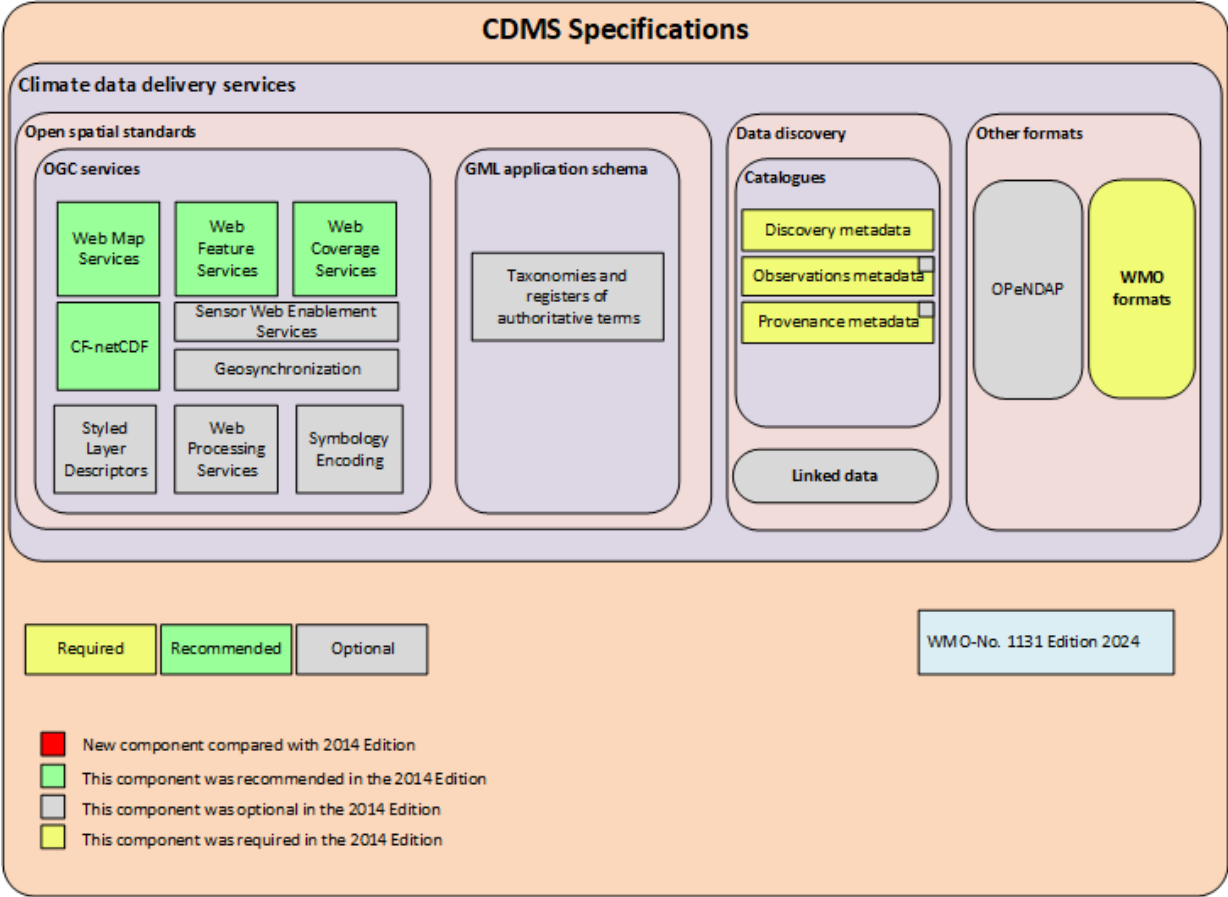 CDMS Specifications
Climate data delivery services
Open spatial standards
OGC services
Web Map
Services
Web
Feature
Services
Web
Coverage
Services
CF-netCDF
Sensor Web Enablement
Services
Geosynchronization
Styled
Layer
Descriptors
Web
Processing
Services
Symbology
Encoding
GML application schema
Taxonomies and
registers of
authoritative terms
Data discovery
Catalogues
Discovery metadata
Observations metadata
Provenance metadata
Linked data
Other formats
OPeNDAP
WMO
formats
Required
Recommended
Optional
WMO-No. 1131 Edition 2024
New component compared with 2014 Edition
This component was recommended in the 2014 Edition
This component was optional in the 2014 Edition
This component was required in the 2014 Edition